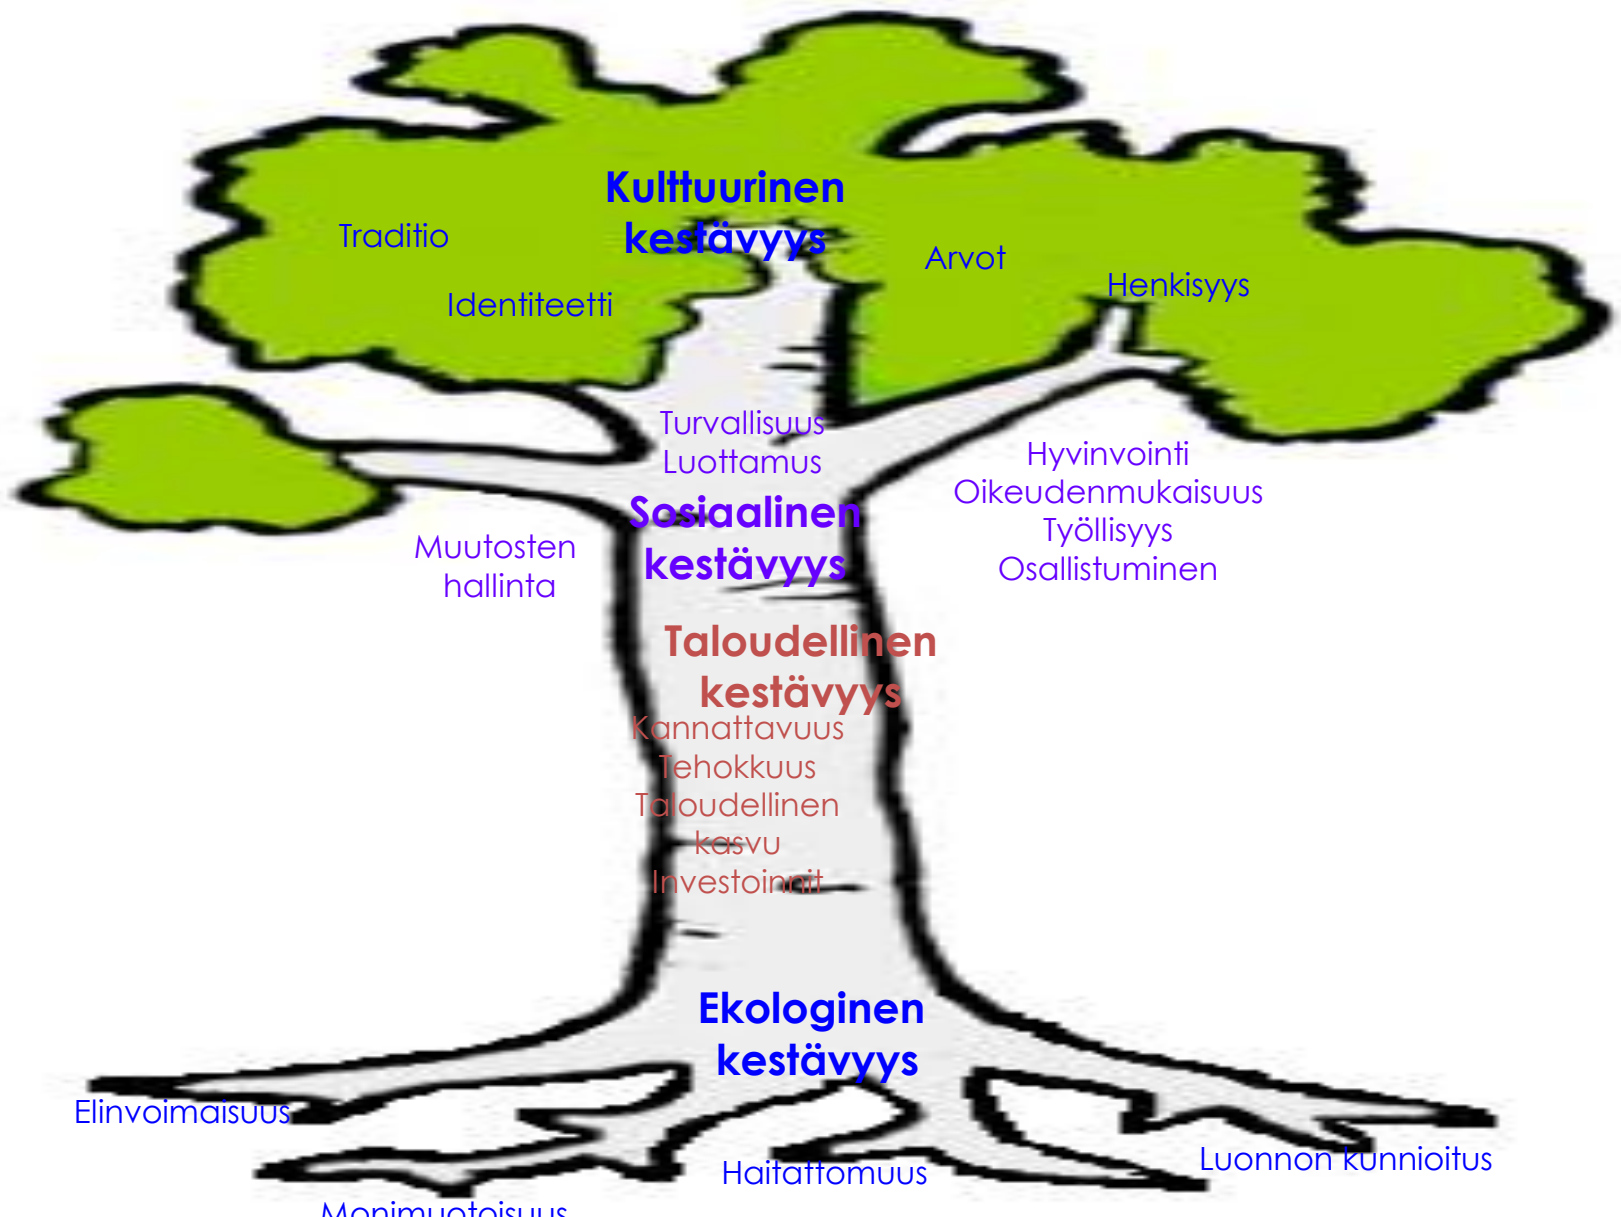 Kulttuurinen
kestävyys
Traditio
Arvot
Henkisyys
Identiteetti
Turvallisuus
Luottamus
Hyvinvointi
Oikeudenmukaisuus
Työllisyys
Osallistuminen
Sosiaalinen
kestävyys
Muutosten
hallinta
Taloudellinen
kestävyys
Kannattavuus
Tehokkuus
Taloudellinen
kasvu
Investoinnit
Ekologinen
kestävyys
Elinvoimaisuus
Haitattomuus
Luonnon kunnioitus
Monimuotoisuus